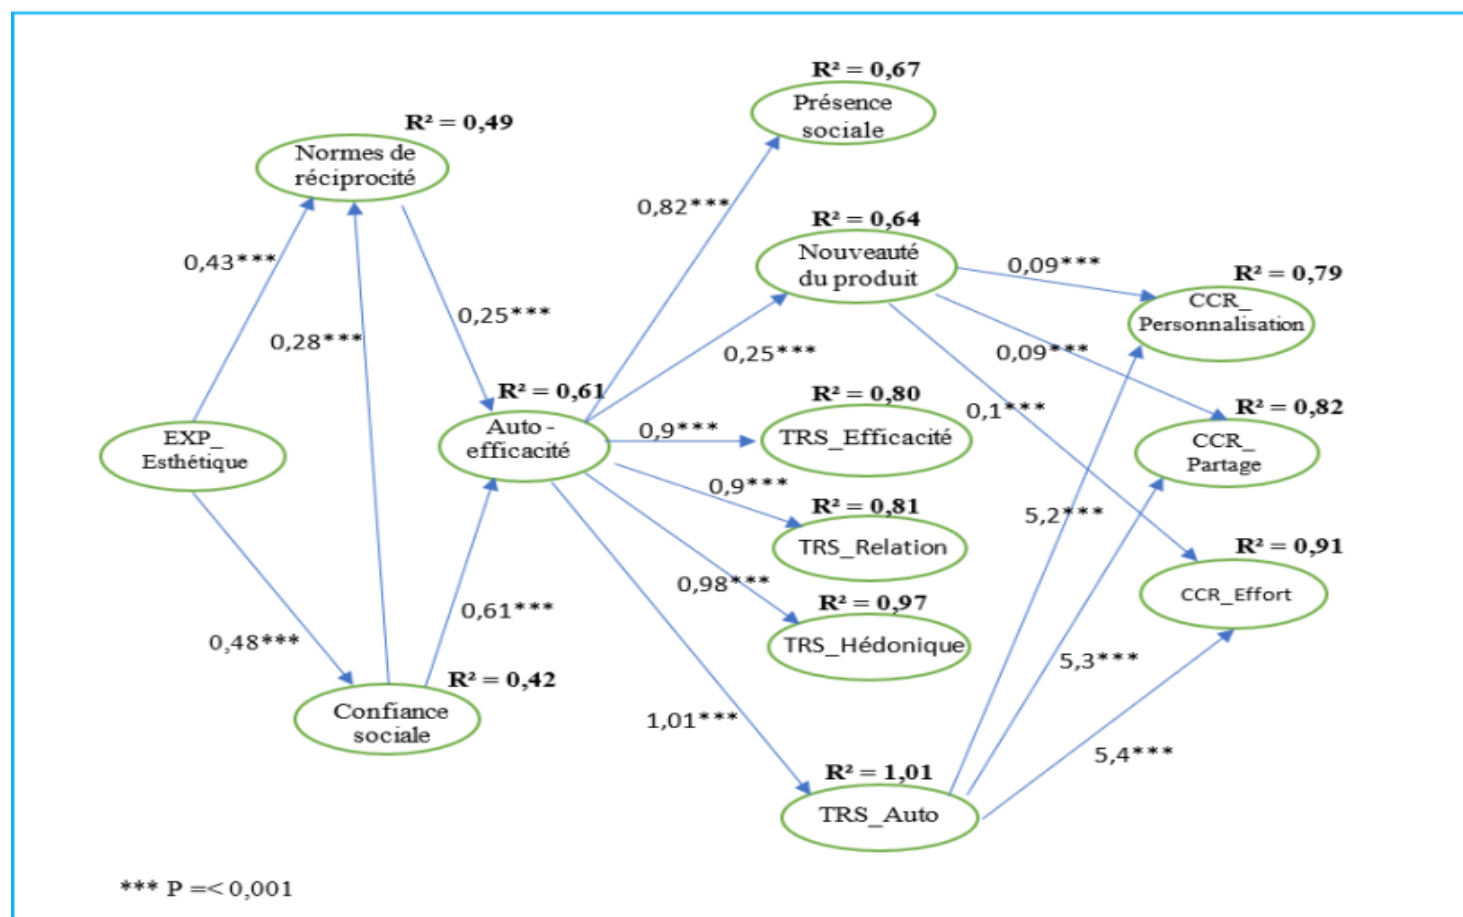 R² = 0,67
Présence
sociale
R² = 0,49
Normes de
réciprocité
0,82***
R² = 0,64
Nouveauté
du produit
0,43***
0,09***
R² = 0,79
CCR_
Personnalisation
0,25***
0,28***
0,25***
0,09***
R² = 0,61
Auto-
efficacité
R² = 0,80
TRS_Efficacité
0,9***
0,1***
R² = 0,82
CCR_
Partage
EXP_
Esthétique
0,9***
R² = 0,81
TRS_Relation
5,2***
R² = 0,91
CCR_Effort
0,98***
R² = 0,97
TRS_Hédonique
0,61***
0,48***
5,3***
R² = 0,42
Confiance
sociale
1,01***
5,4***
R² = 1,01
TRS_Auto
*** P =< 0,001